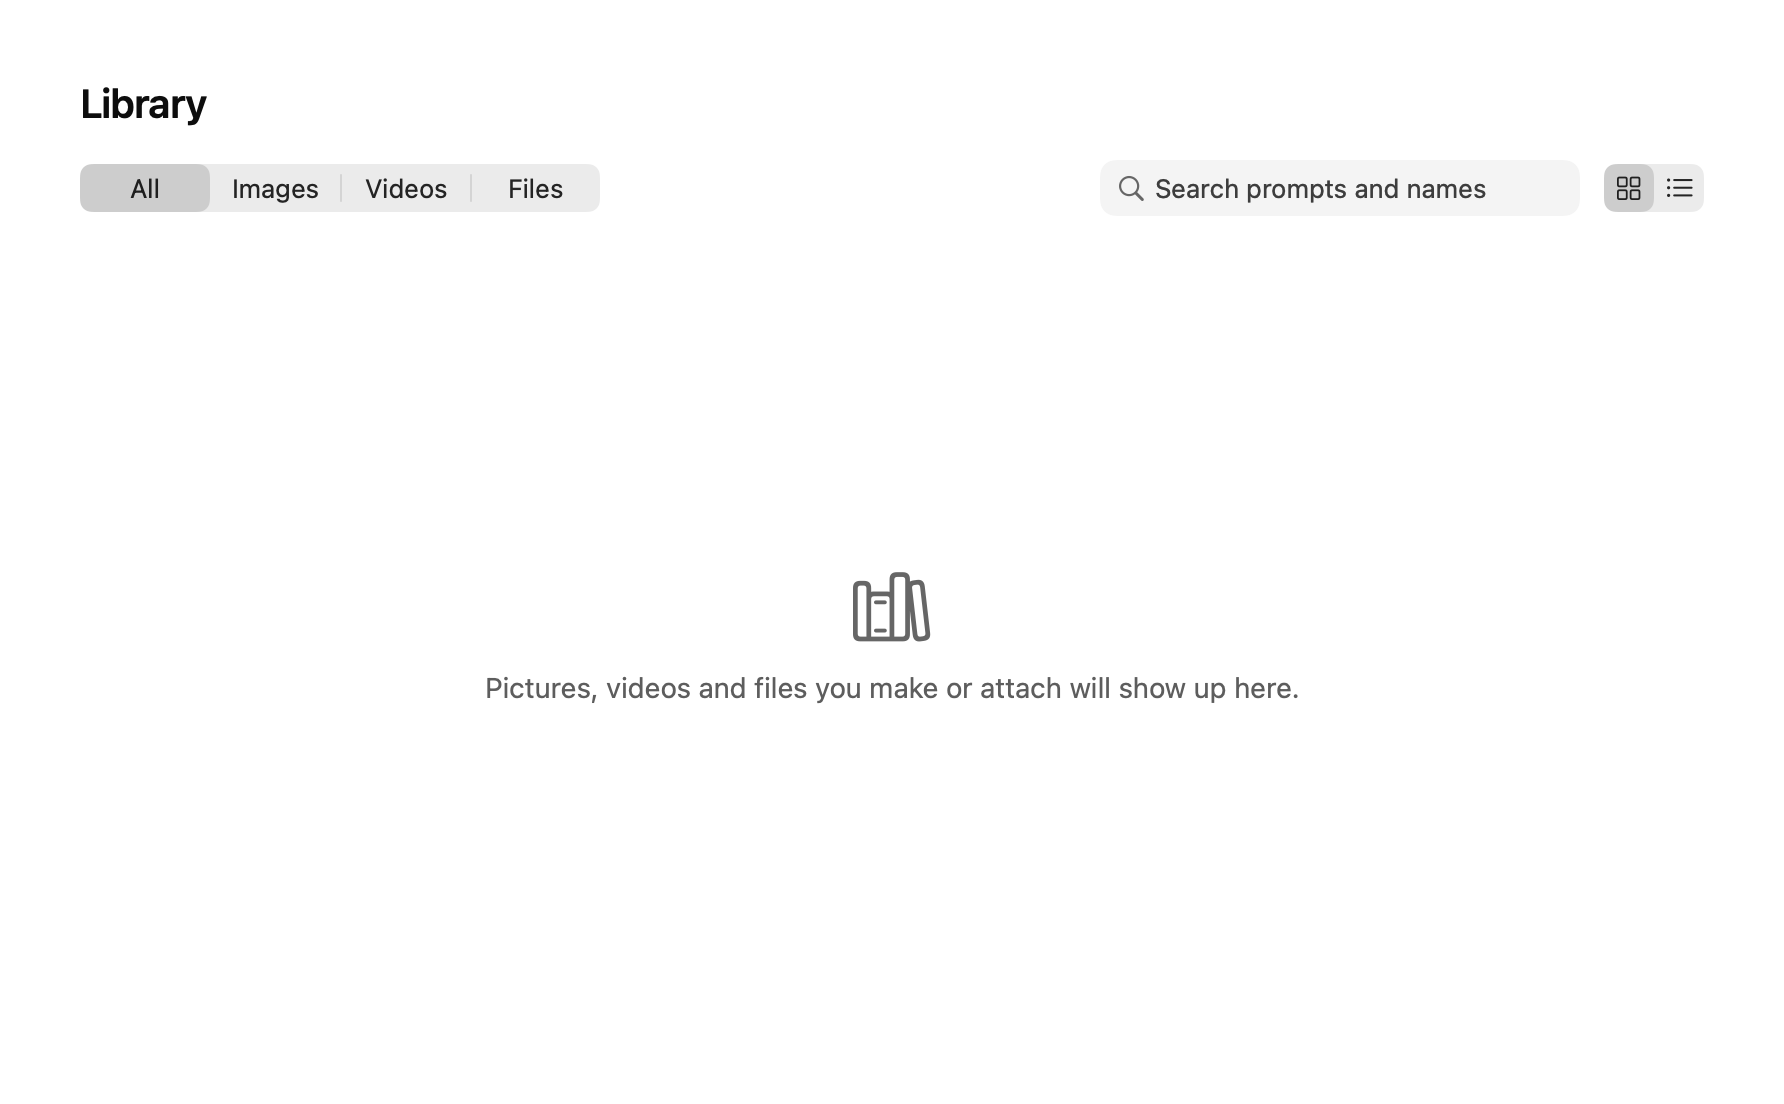 Library
All
Images
Videos
Files
Search prompts and names
Pictures, videos and files you make or attach will show up here.